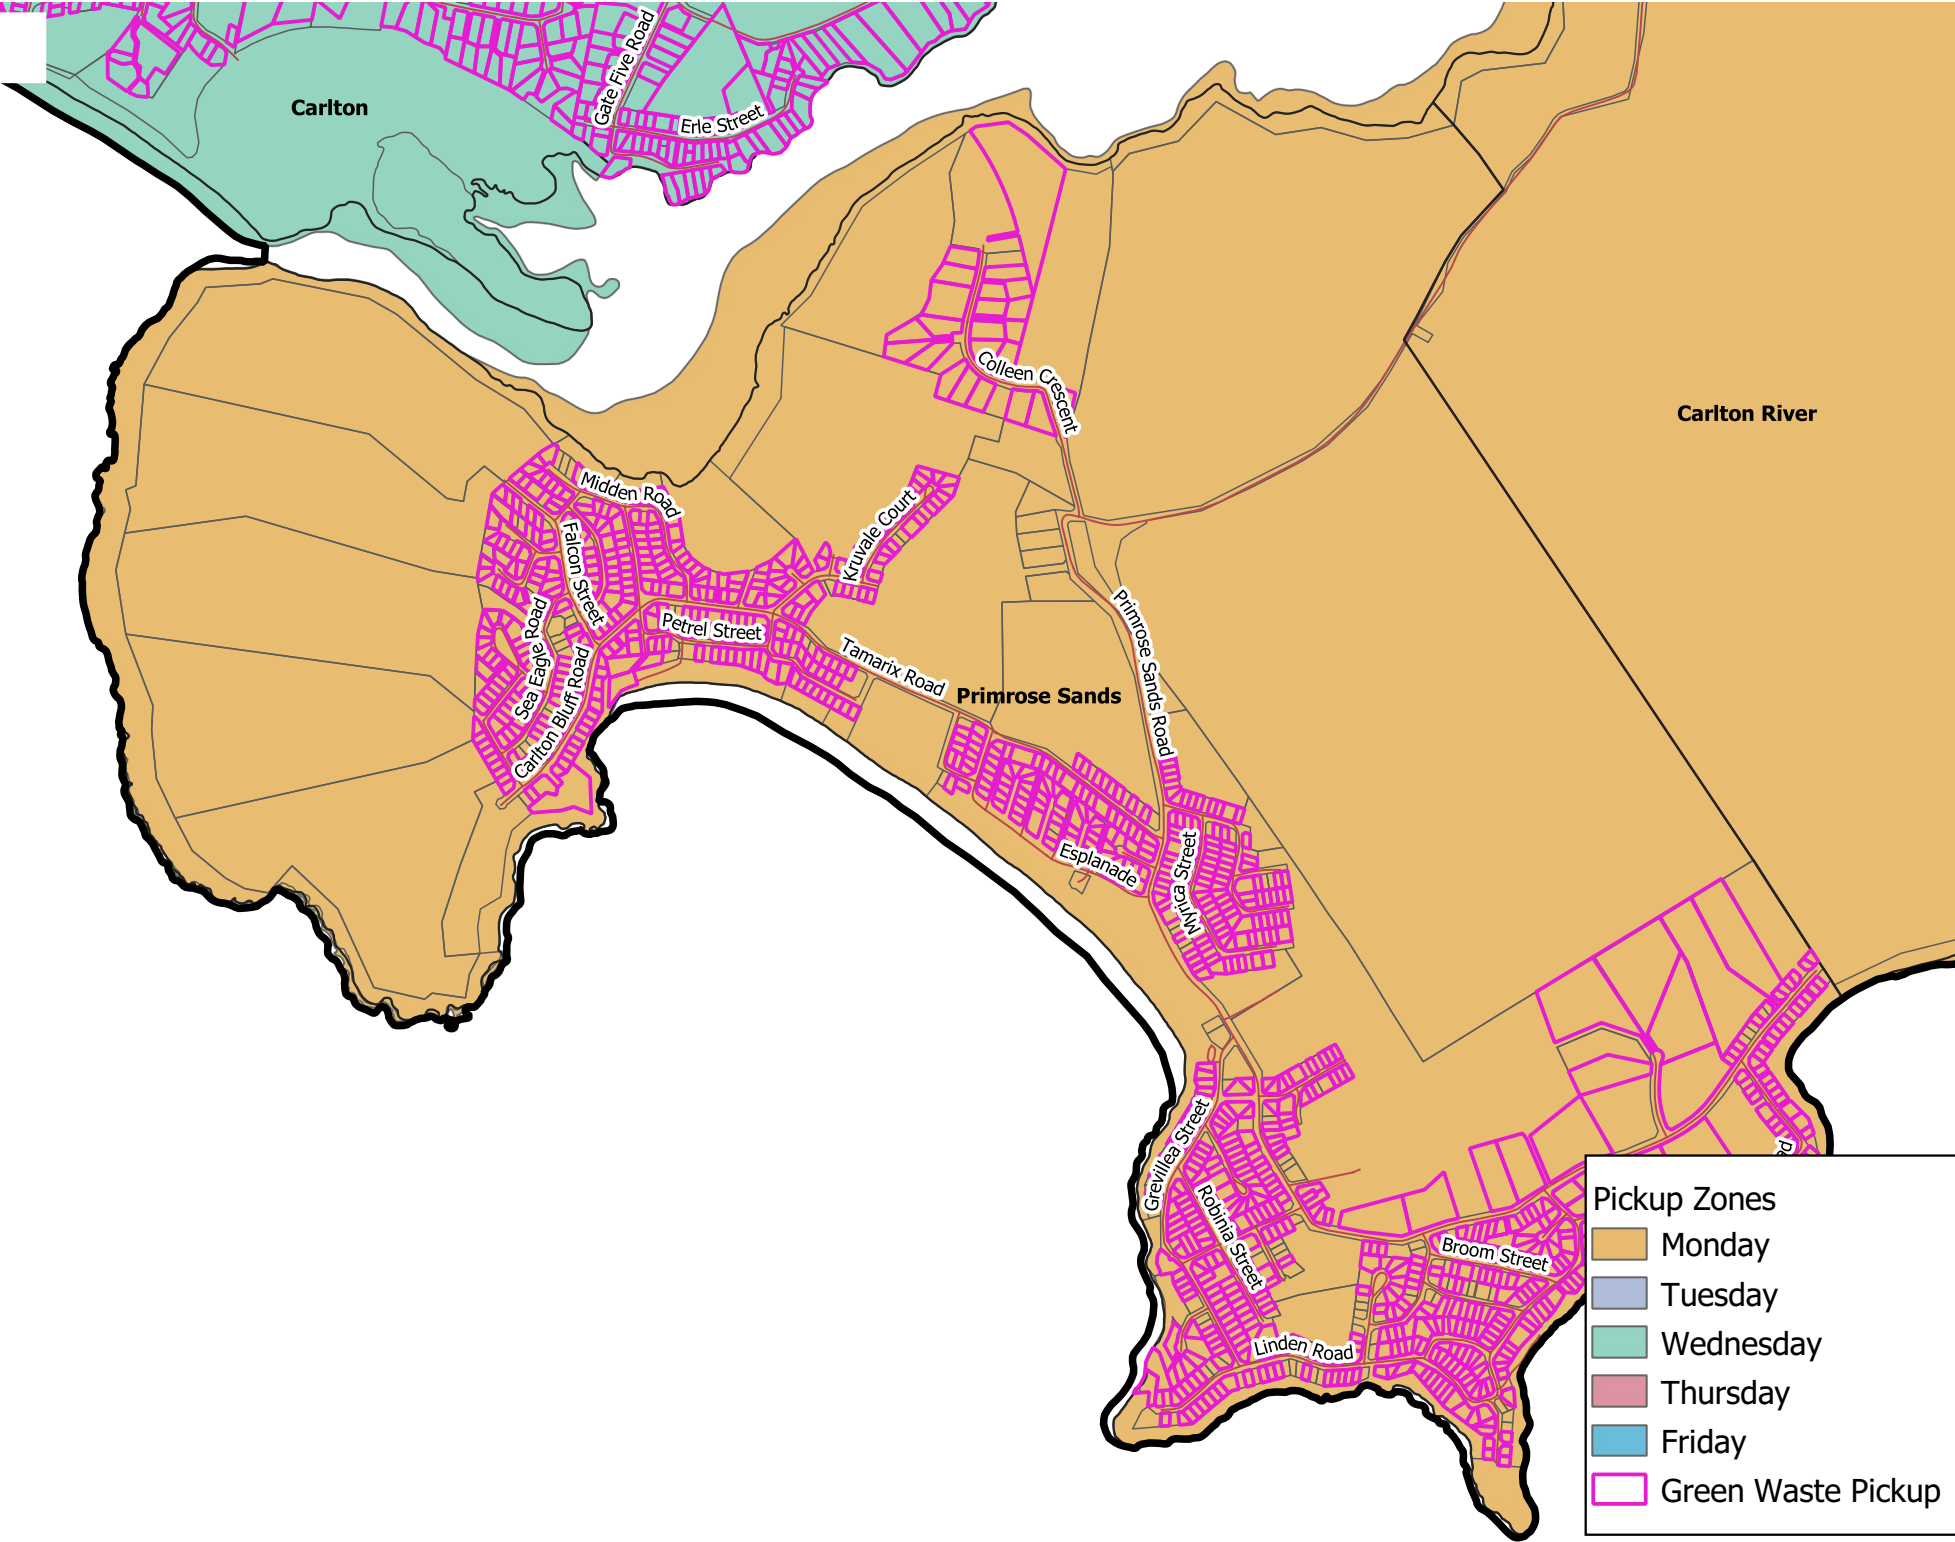 Gate Five Road
Carlton
Erle Street
Colleen Crescent
Carlton River
Midden Road
Kruvale Court
Falcon Street
Primrose Sands Road
Sea Eagle Road
Petrel Street
Tamarix Road
Carlton Bluff Road
Primrose Sands
Esplanade
Myrica Street
Grevillea Street
Robinia Street
Broom Street
Linden Road
Pickup Zones
Monday
Tuesday
Wednesday
Thursday
Friday
Green Waste Pickup